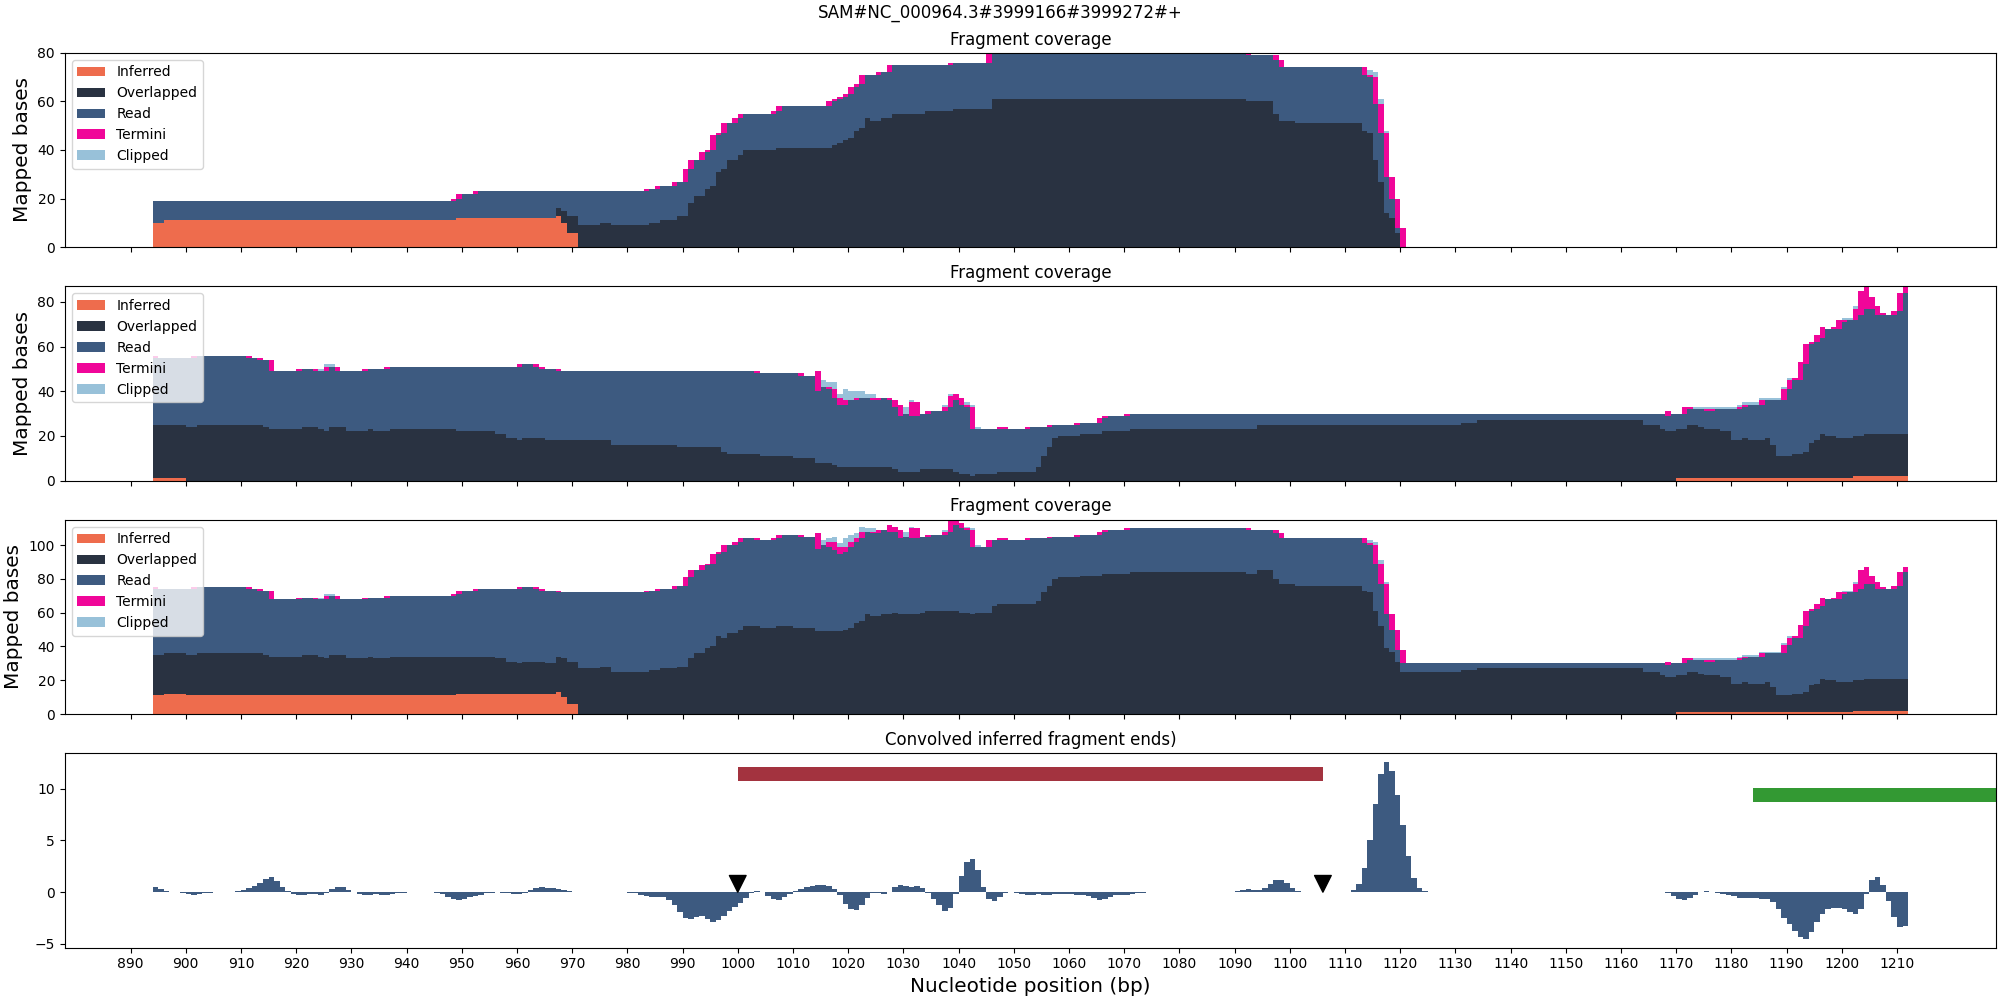 SAM#NC_000964.3#3999166#3999272#+
Fragment coverage
Mapped bases
80
60
40
20
0
Inferred
Overlapped
Read
Termini
Clipped
Fragment coverage
Mapped bases
80
60
40
20
0
Inferred
Overlapped
Read
Termini
Clipped
Fragment coverage
Mapped bases
100
80
60
40
20
0
Inferred
Overlapped
Read
Termini
Clipped
Convolved inferred fragment ends)
10
5
0
−5
890 900 910 920 930 940 950 960 970 980 990 1000 1010 1020 1030 1040 1050 1060 1070 1080 1090 1100 1110 1120 1130 1140 1150 1160 1170 1180 1190 1200 1210
Nucleotide position (bp)